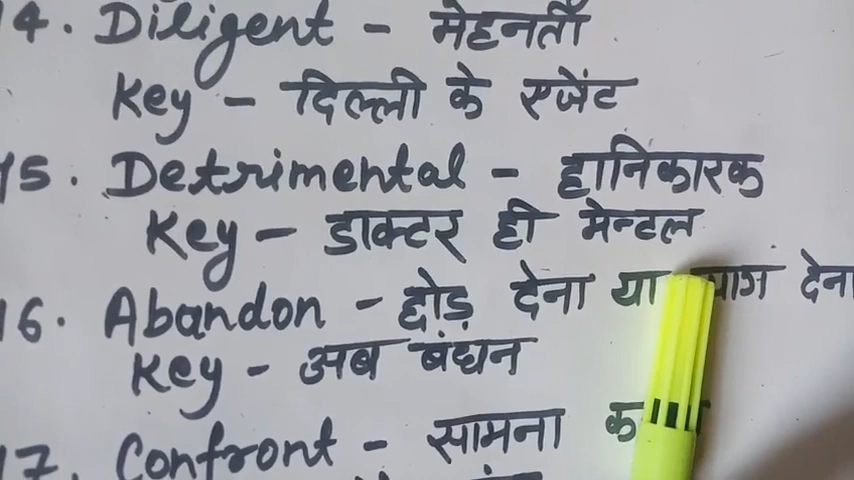 14. Diligent - मेहनती
Key - दिल्ली के एजेंट
15. Detrimental - हानिकारक
Key - डाक्टर ही मेन्टल
16. Abandon - छोड़ देना या देना
Key - अब बंधन
17. Confront - सामना